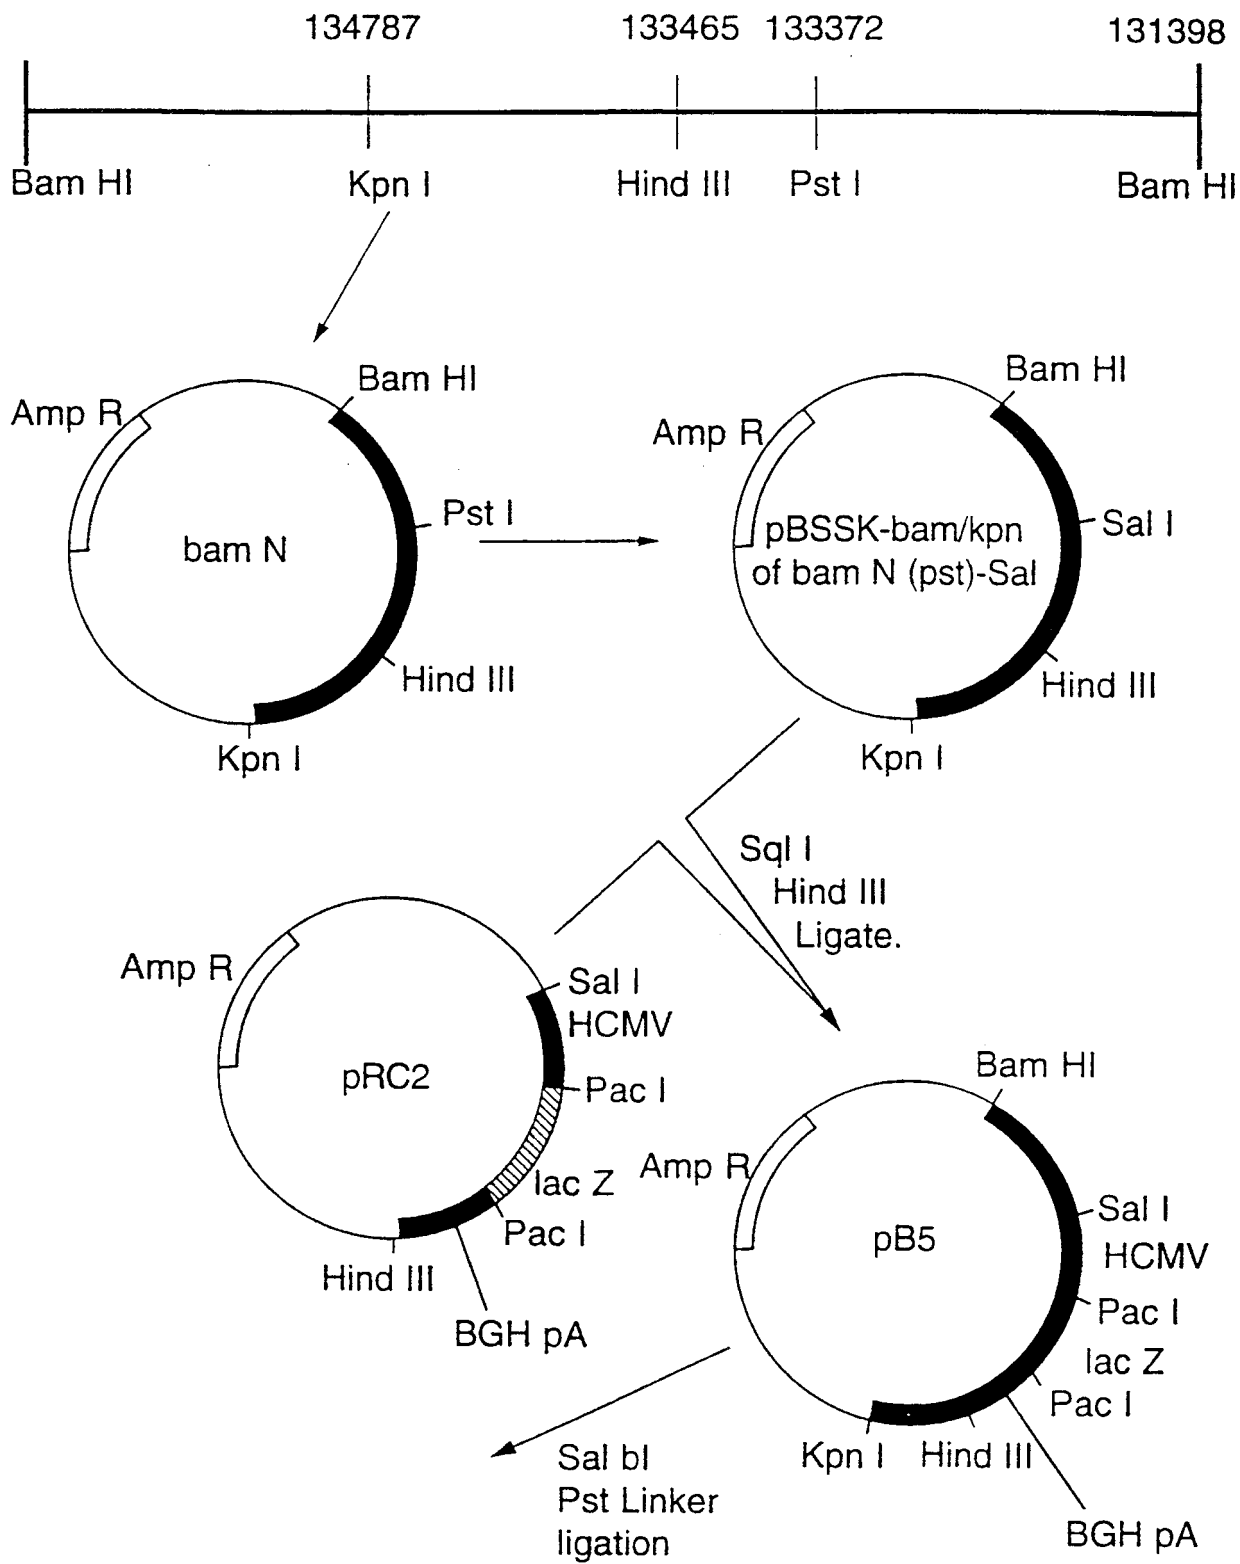 134787 133465 133372 131398
Bam HI Kpn I Hind III Pst I Bam HI
Bam HI
Amp R
Pst I
bam N
Hind III
Kpn I
Bam HI
Amp R
Sal I
pBSSK-bam/kpn
of bam N (pst)-Sal
Hind III
Kpn I
Sql I
Hind III
Ligate.
Amp R
Sal I
HCMV
pRC2
Pac I
lac Z
Pac I
Hind III
BGH pA
Bam HI
Amp R
Sal I
pB5
HCMV
Pac I
lac Z
Pac I
Kpn I Hind III
BGH pA
Sal bI
Pst Linker
ligation